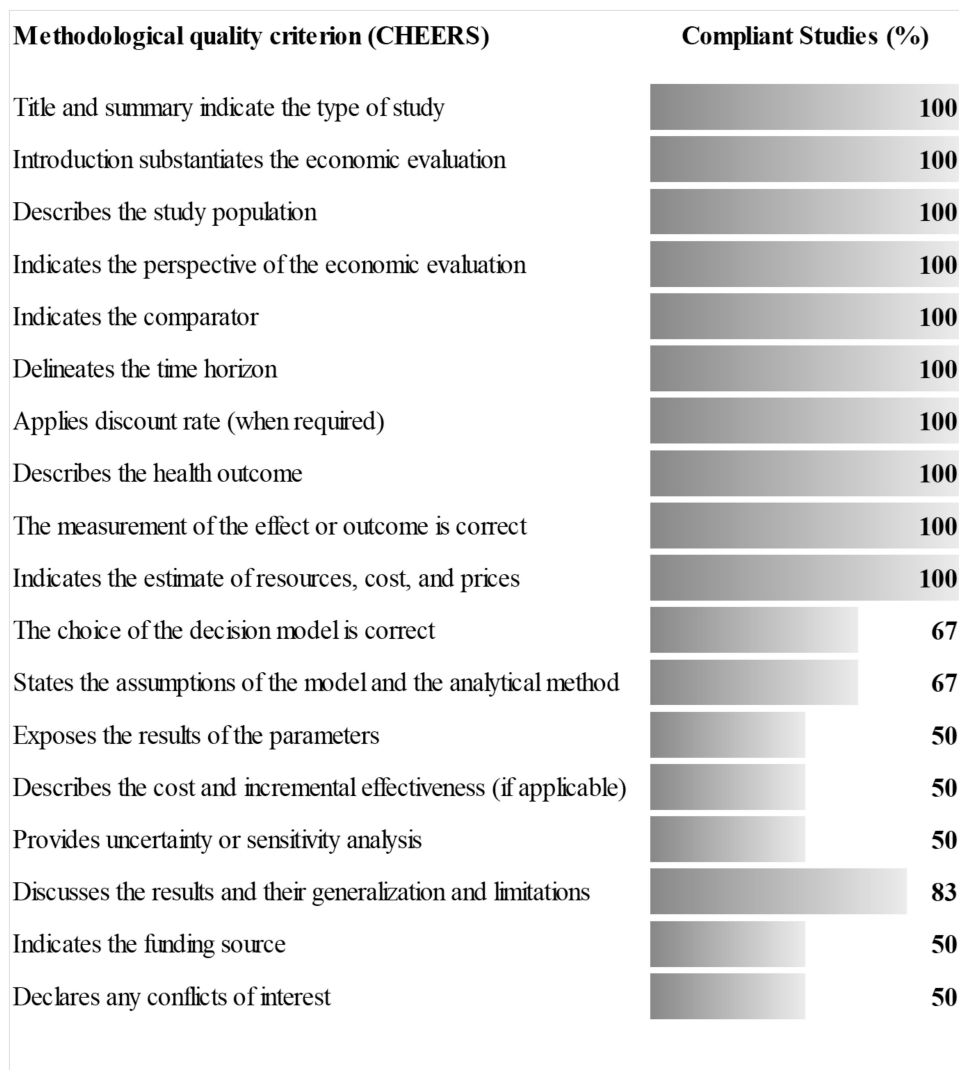 Methodological quality criterion (CHEERS) Compliant Studies (%)
Title and summary indicate the type of study 100
Introduction substantiates the economic evaluation 100
Describes the study population 100
Indicates the perspective of the economic evaluation 100
Indicates the comparator 100
Delineates the time horizon 100
Applies discount rate (when required) 100
Describes the health outcome 100
The measurement of the effect or outcome is correct 100
Indicates the estimate of resources, cost, and prices 100
The choice of the decision model is correct 67
States the assumptions of the model and the analytical method 67
Exposes the results of the parameters 50
Describes the cost and incremental effectiveness (if applicable) 50
Provides uncertainty or sensitivity analysis 50
Discusses the results and their generalization and limitations 83
Indicates the funding source 50
Declares any conflicts of interest 50